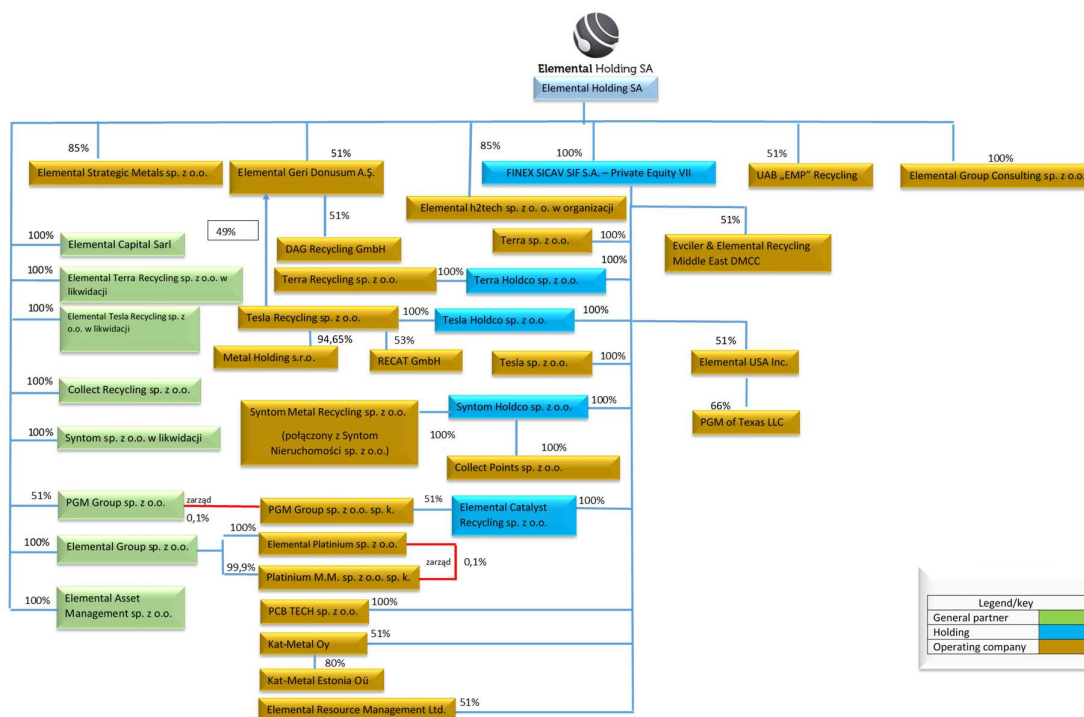 Elemental Holding SA
Elemental Holding SA
85%
51%
85%
100%
51%
100%
Elemental Strategic Metals sp. z o.o.
Elemental Geri Donusum A.Ş.
FINEX SICAV SIF S.A. – Private Equity VII
UAB „EMP” Recycling
Elemental Group Consulting sp. z o.o.
Elemental h2tech sp. z o. o. w organizacji
51%
51%
49%
100%
Elemental Capital Sarl
DAG Recycling GmbH
Terra sp. z o.o.
100%
Evciler & Elemental Recycling
Middle East DMCC
100%
Elemental Terra Recycling sp. z o.o. w
likwidacji
Terra Recycling sp. z o.o.
100%
Terra Holdco sp. z o.o.
100%
100%
Elemental Tesla Recycling sp. z
o.o. w likwidacji
Tesla Recycling sp. z o.o.
100%
Tesla Holdco sp. z o.o.
100%
94,65%
53%
51%
Metal Holding s.r.o.
RECAT GmbH
Tesla sp. z o.o.
100%
Elemental USA Inc.
100%
Collect Recycling sp. z o.o.
Syntom Metal Recycling sp. z o.o.
(połączony z Syntom
Nieruchomości sp. z o.o.)
Syntom Holdco sp. z o.o.
100%
66%
PGM of Texas LLC
100%
Syntom sp. z o.o. w likwidacji
100%
100%
Collect Points sp. z o.o.
51%
PGM Group sp. z o.o.
zarząd
0,1%
PGM Group sp. z o.o. sp. k.
51%
Elemental Catalyst
Recycling sp. z o.o.
100%
100%
Elemental Group sp. z o.o.
100%
Elemental Platinium sp. z o.o.
zarząd
0,1%
99,9%
Platinium M.M. sp. z o.o. sp. k.
100%
Elemental Asset
Management sp. z o.o.
PCB TECH sp. z o.o.
100%
Kat-Metal Oy
51%
80%
Kat-Metal Estonia Oü
Elemental Resource Management Ltd.
51%
Legend/key
General partner
Holding
Operating company